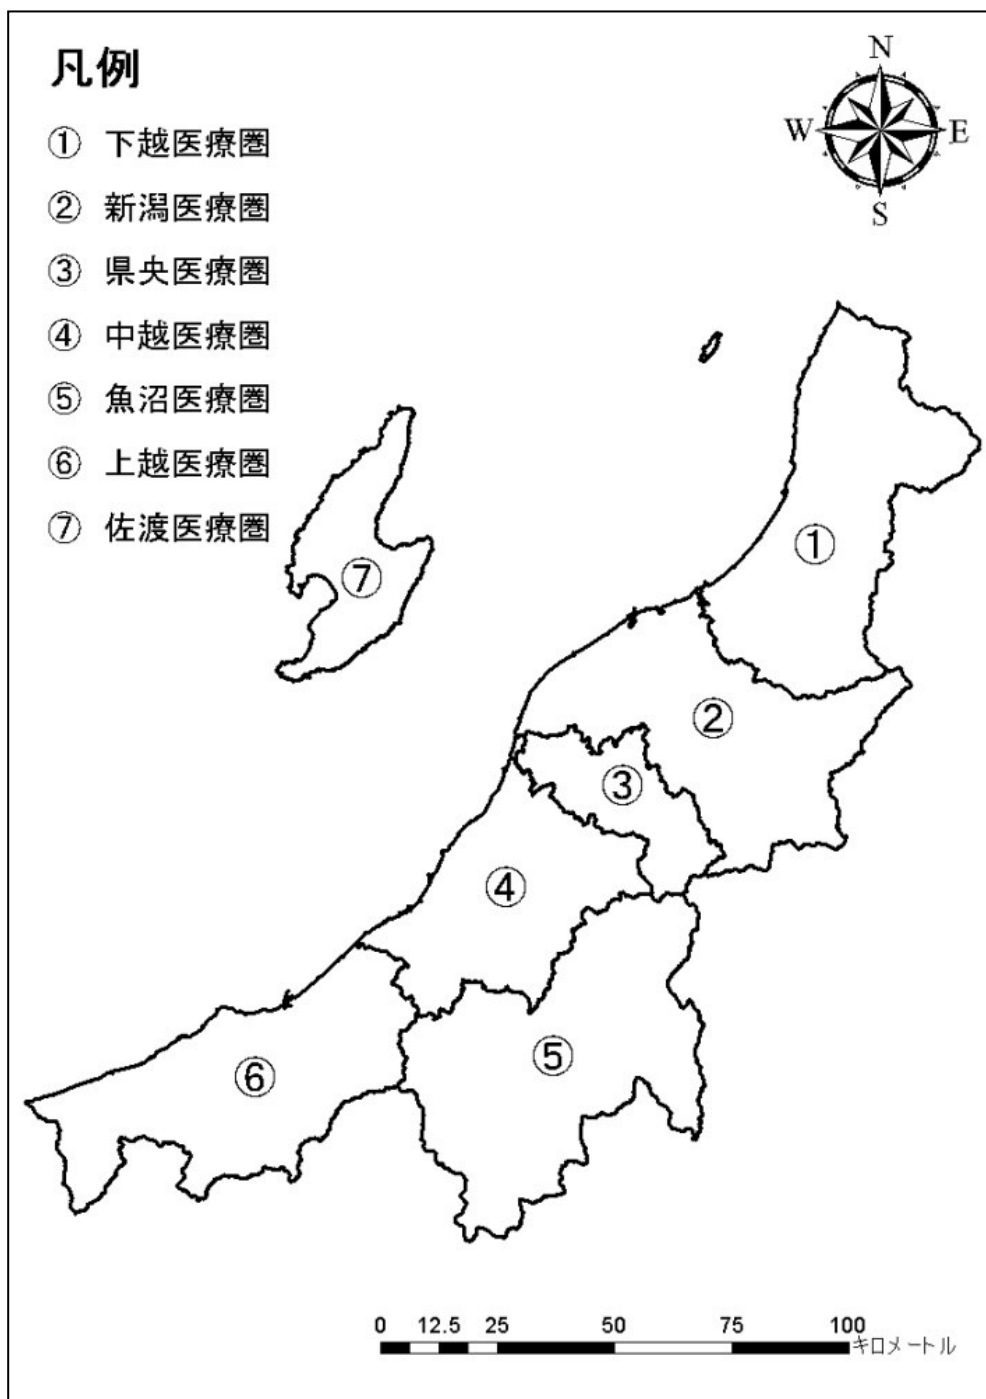 凡例
① 下越医療圏
② 新潟医療圏
③ 県央医療圏
④ 中越医療圏
⑤ 魚沼医療圏
⑥ 上越医療圏
⑦ 佐渡医療圏
N
W E
S
①
⑦
②
③
④
⑤
⑥
0 12.5 25 50 75 100
キロメートル